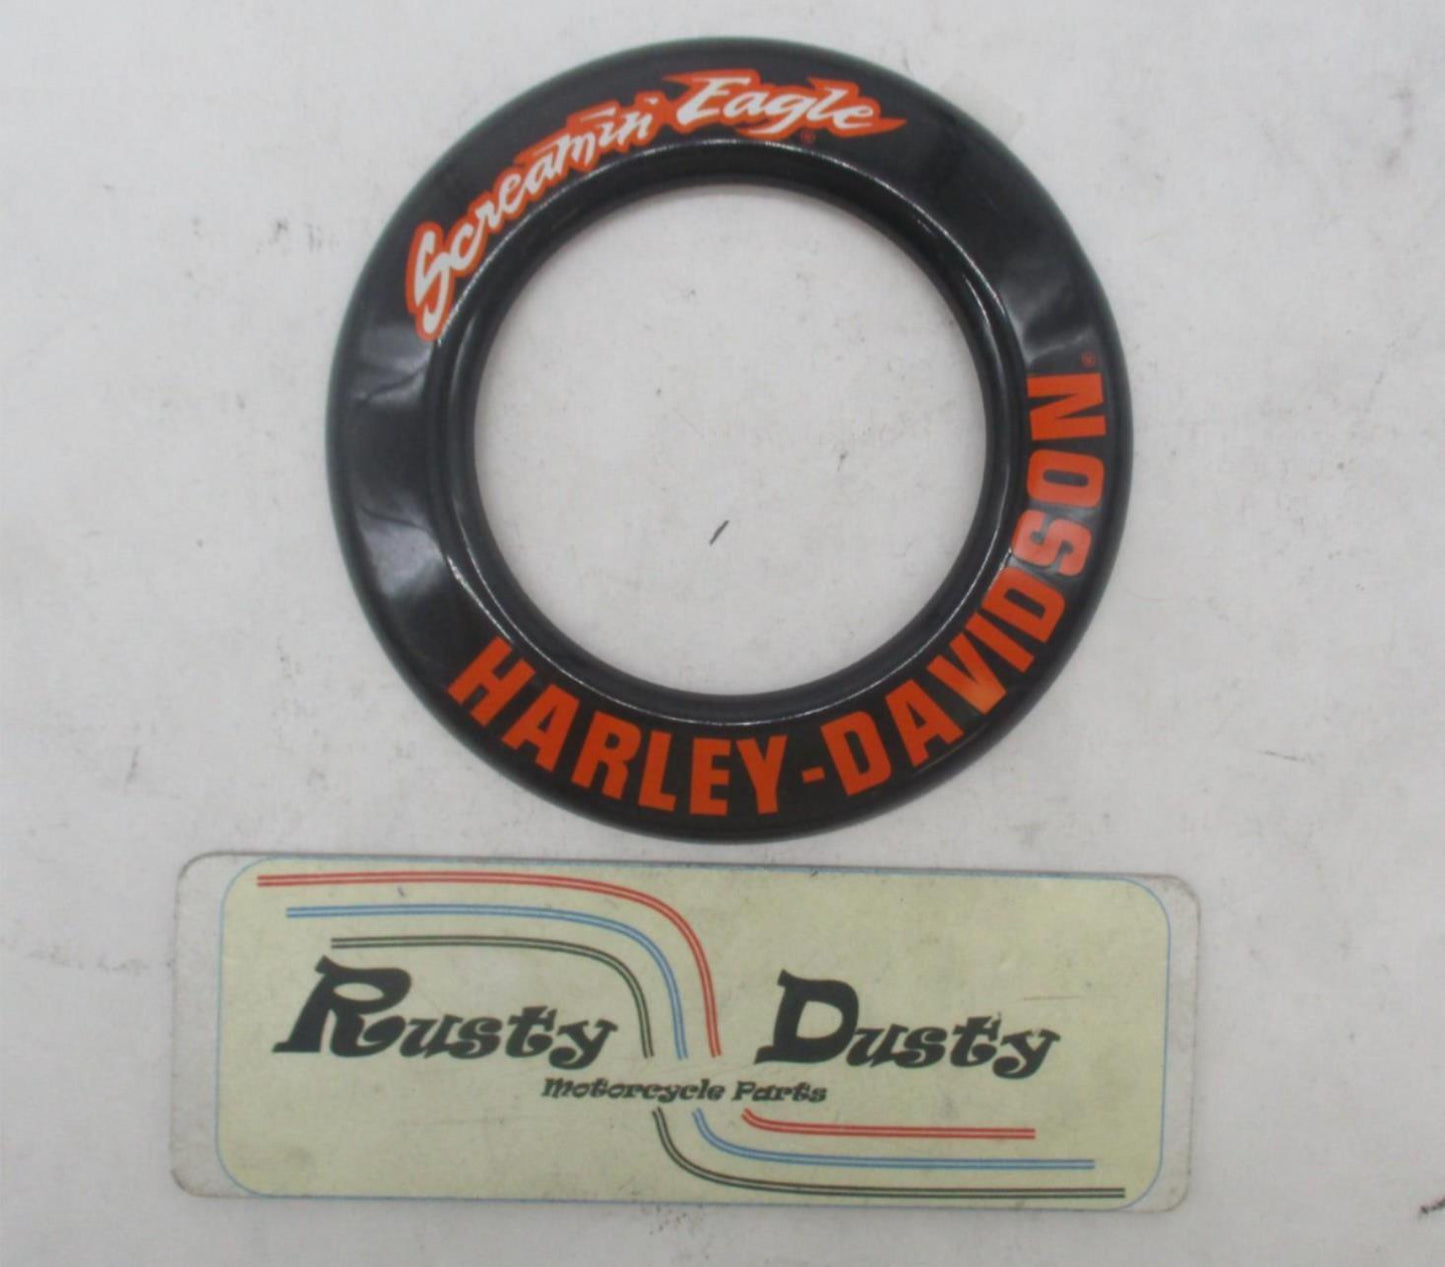 Screamin' Eagle®
HARLEY-DAVIDSON®
Rusty Dusty
Motorcycle Parts